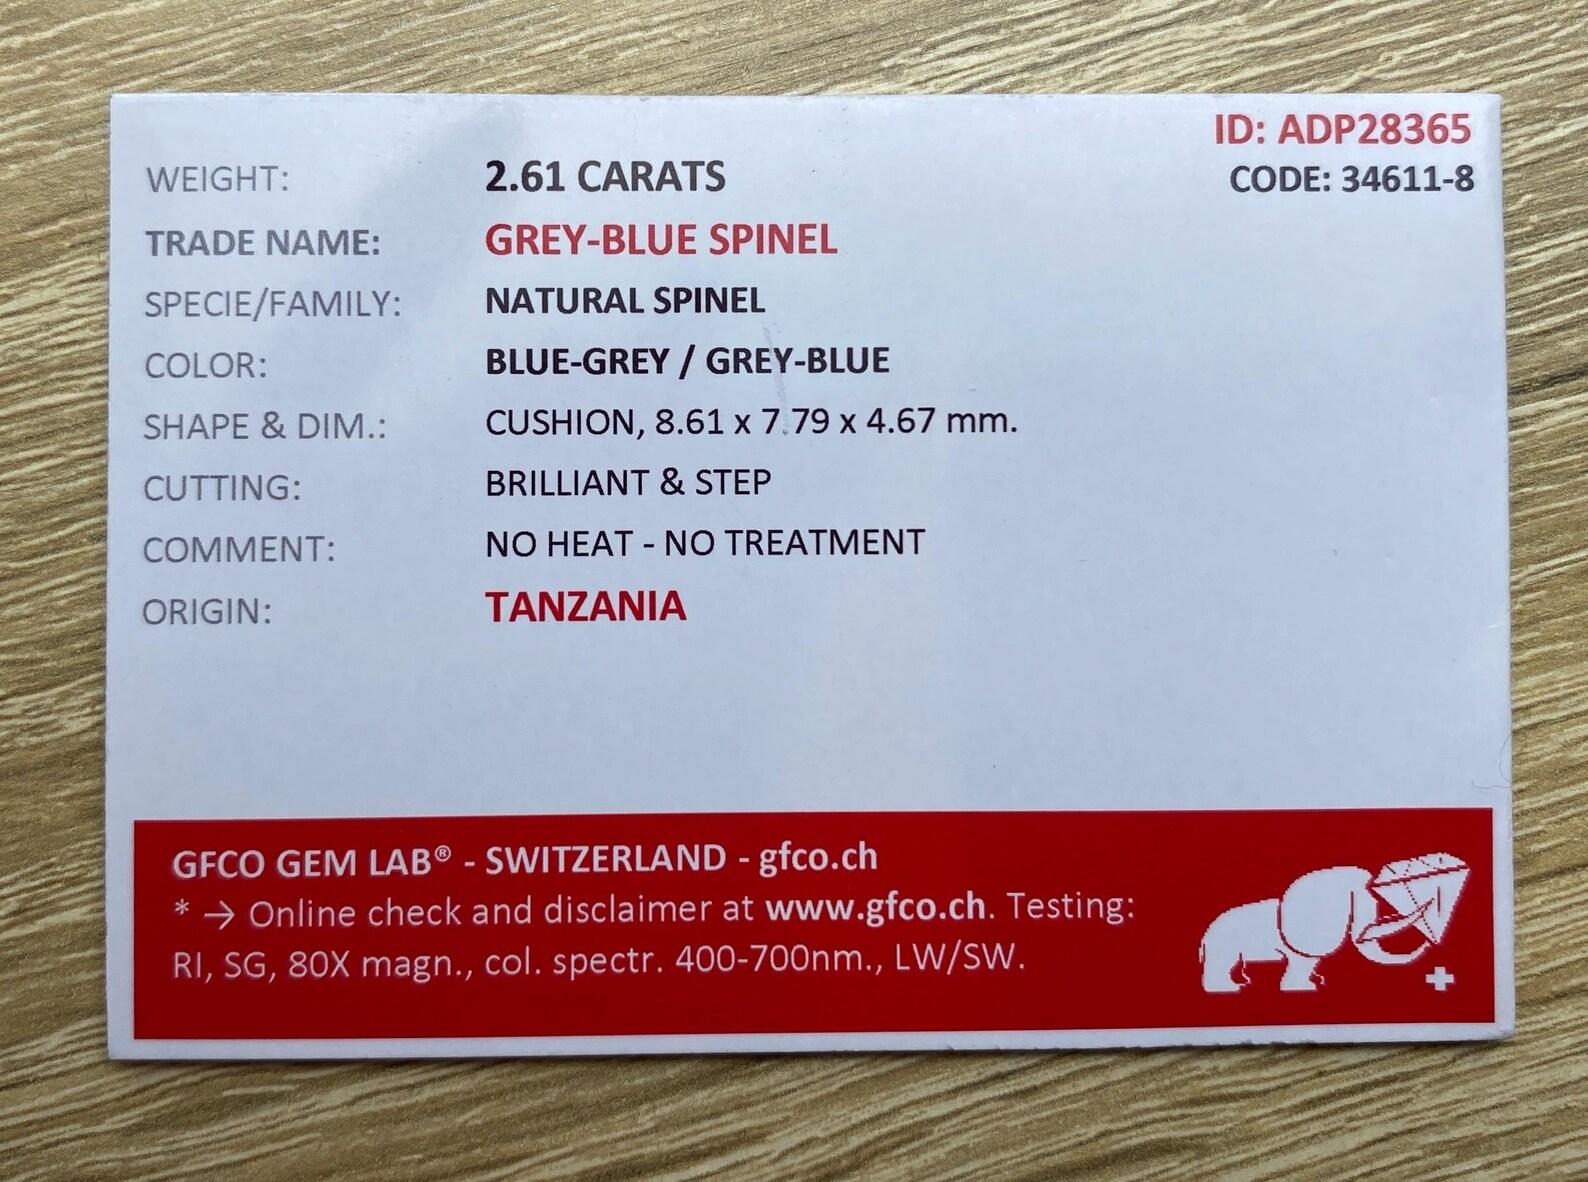 ID: ADP28365
CODE: 34611-8
WEIGHT: 2.61 CARATS
TRADE NAME: GREY-BLUE SPINEL
SPECIE/FAMILY: NATURAL SPINEL
COLOR: BLUE-GREY / GREY-BLUE
SHAPE & DIM.: CUSHION, 8.61 x 7.79 x 4.67 mm.
CUTTING: BRILLIANT & STEP
COMMENT: NO HEAT - NO TREATMENT
ORIGIN: TANZANIA
GFCO GEM LAB® - SWITZERLAND - gfco.ch
* → Online check and disclaimer at www.gfco.ch. Testing:
RI, SG, 80X magn., col. spectr. 400-700nm., LW/SW.